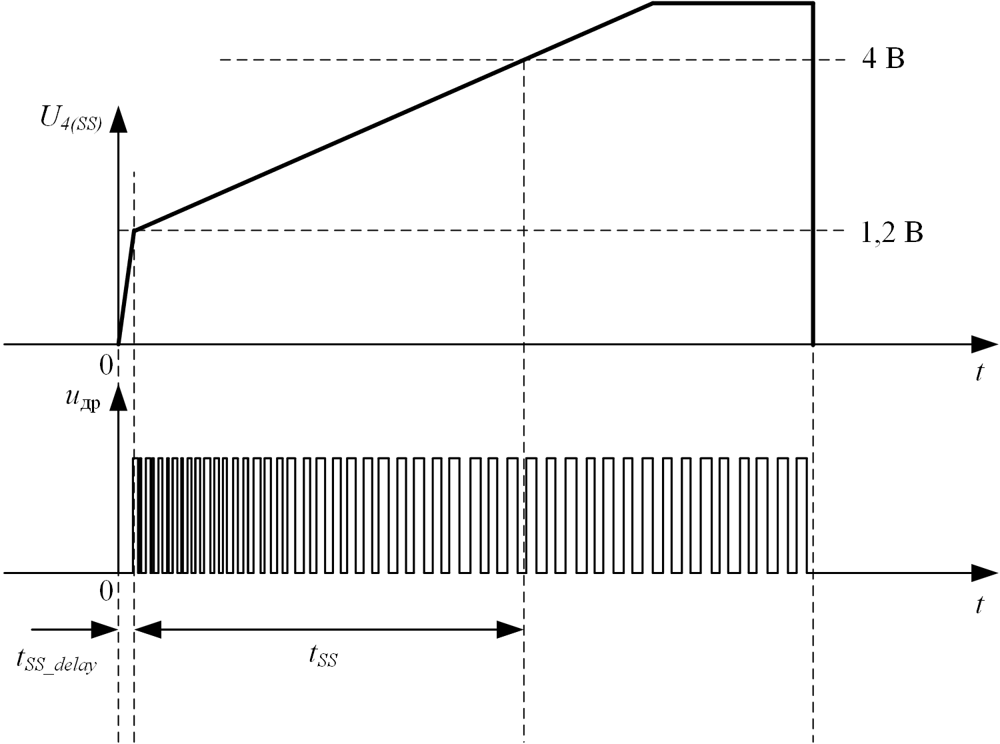 4 В
U4(SS)
1,2 В
0
t
uдр
0
t
tSS_delay
tSS